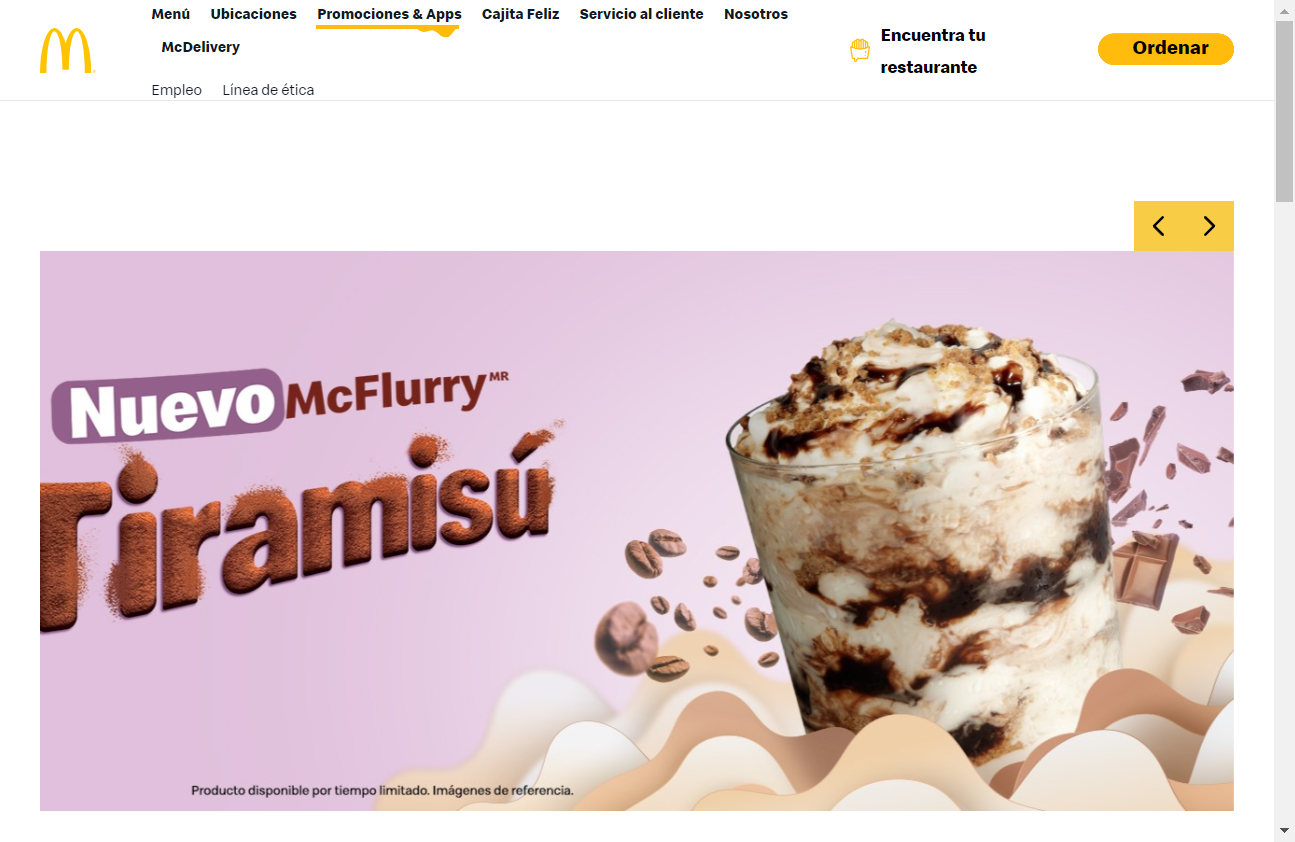 Menú Ubicaciones Promociones & Apps Cajita Feliz Servicio al cliente Nosotros
McDelivery
Encuentra tu
restaurante
Ordenar
Empleo Línea de ética
Nuevo McFlurry MR
Tiramisú
Producto disponible por tiempo limitado. Imágenes de referencia.